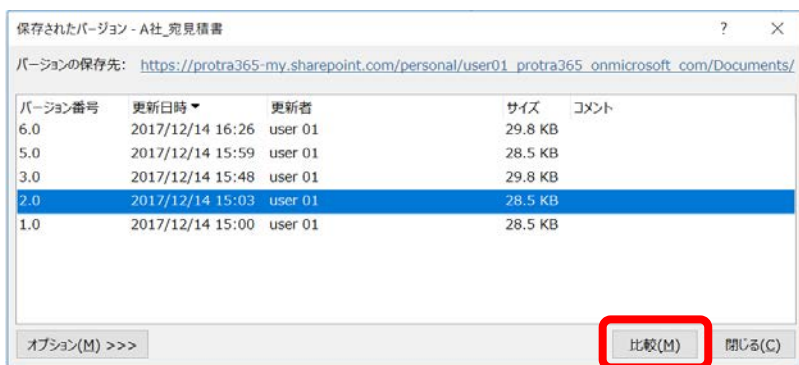 保存されたバージョン - A社_宛見積書 ? ×
バージョンの保存先: https://protra365-my.sharepoint.com/personal/user01_protra365_onmicrosoft_com/Documents/
バージョン番号 更新日時 更新者 サイズ コメント
6.0 2017/12/14 16:26 user 01 29.8 KB
5.0 2017/12/14 15:59 user 01 28.5 KB
3.0 2017/12/14 15:48 user 01 29.8 KB
2.0 2017/12/14 15:03 user 01 28.5 KB
1.0 2017/12/14 15:00 user 01 28.5 KB
オプション(M) >>> 比較(M) 閉じる(C)